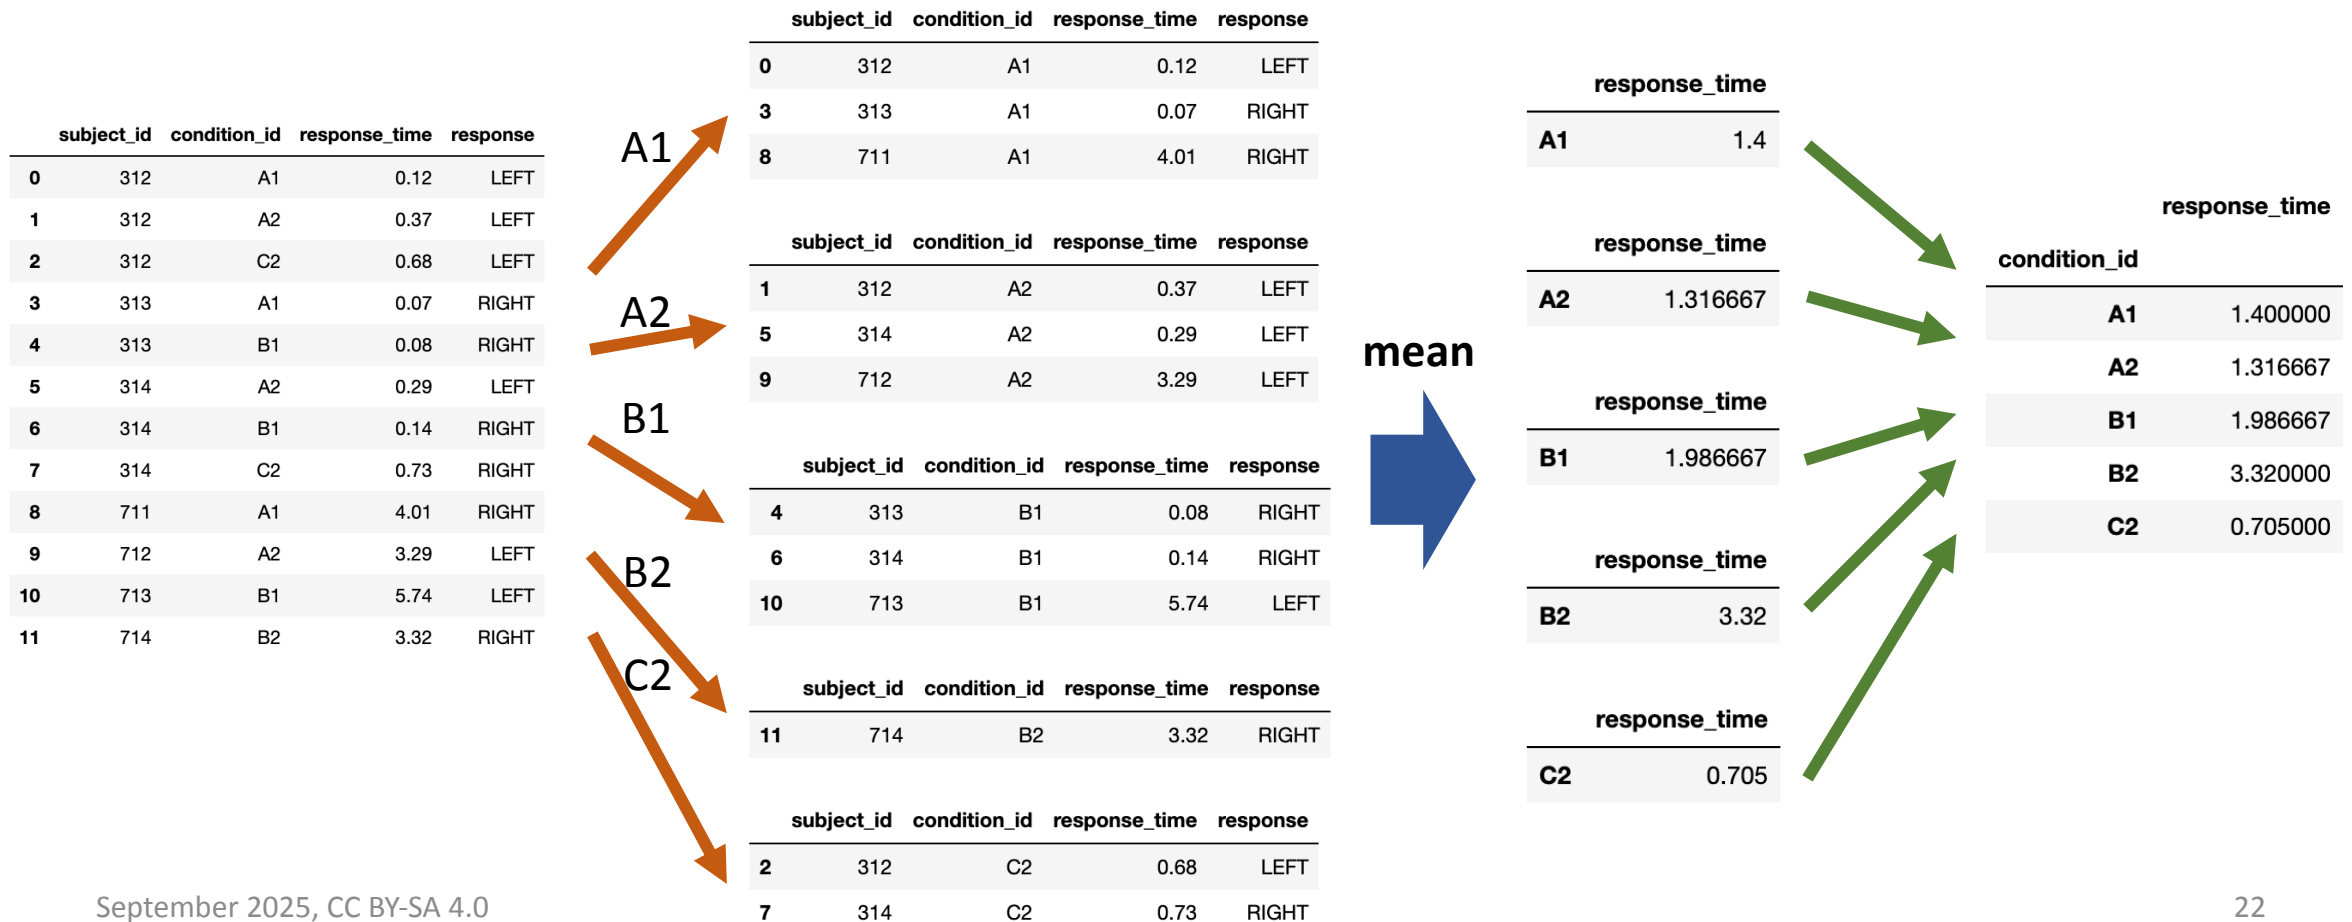 subject_id condition_id response_time response
0 312 A1 0.12 LEFT
1 312 A2 0.37 LEFT
2 312 C2 0.68 LEFT
3 313 A1 0.07 RIGHT
4 313 B1 0.08 RIGHT
5 314 A2 0.29 LEFT
6 314 B1 0.14 RIGHT
7 314 C2 0.73 RIGHT
8 711 A1 4.01 RIGHT
9 712 A2 3.29 LEFT
10 713 B1 5.74 LEFT
11 714 B2 3.32 RIGHT
A1
A2
B1
B2
C2
subject_id condition_id response_time response
0 312 A1 0.12 LEFT
3 313 A1 0.07 RIGHT
8 711 A1 4.01 RIGHT
subject_id condition_id response_time response
1 312 A2 0.37 LEFT
5 314 A2 0.29 LEFT
9 712 A2 3.29 LEFT
subject_id condition_id response_time response
4 313 B1 0.08 RIGHT
6 314 B1 0.14 RIGHT
10 713 B1 5.74 LEFT
subject_id condition_id response_time response
11 714 B2 3.32 RIGHT
subject_id condition_id response_time response
2 312 C2 0.68 LEFT
7 314 C2 0.73 RIGHT
mean
response_time
A1 1.4
response_time
A2 1.316667
response_time
B1 1.986667
response_time
B2 3.32
response_time
C2 0.705
response_time
condition_id
A1 1.400000
A2 1.316667
B1 1.986667
B2 3.320000
C2 0.705000
September 2025, CC BY-SA 4.0
22